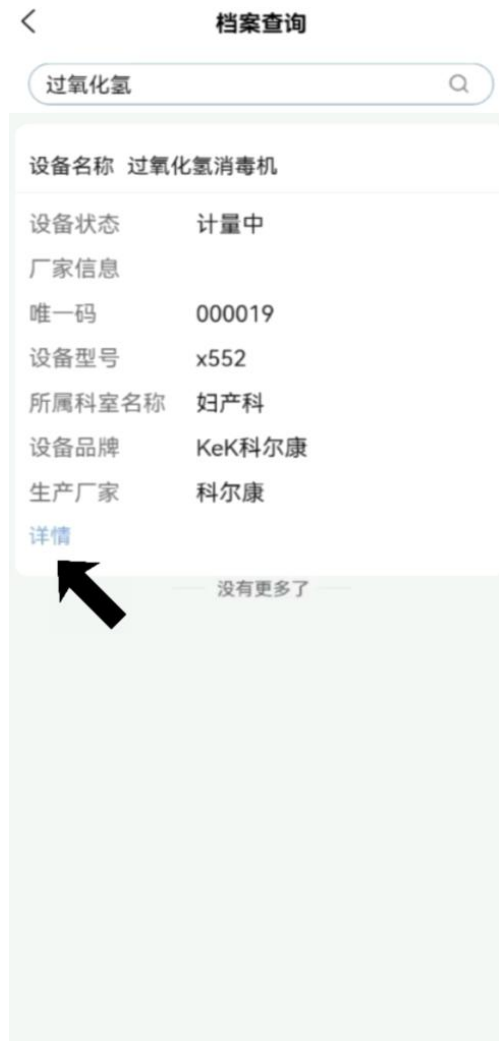 档案查询
过氧化氢
设备名称 过氧化氢消毒机
设备状态 计量中
厂家信息
唯一码 000019
设备型号 x552
所属科室名称 妇产科
设备品牌 KeK科尔康
生产厂家 科尔康
详情
没有更多了